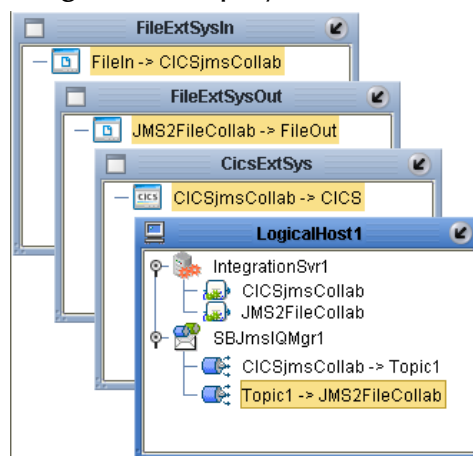 FileExtSysIn
FileIn -> CICSjmsCollab
FileExtSysOut
JMS2FileCollab -> FileOut
CicsExtSys
CICS CICSjmsCollab -> CICS
LogicalHost1
IntegrationSvr1
CICSjmsCollab
JMS2FileCollab
SBJmsIQMgr1
CICSjmsCollab -> Topic1
Topic1 -> JMS2FileCollab